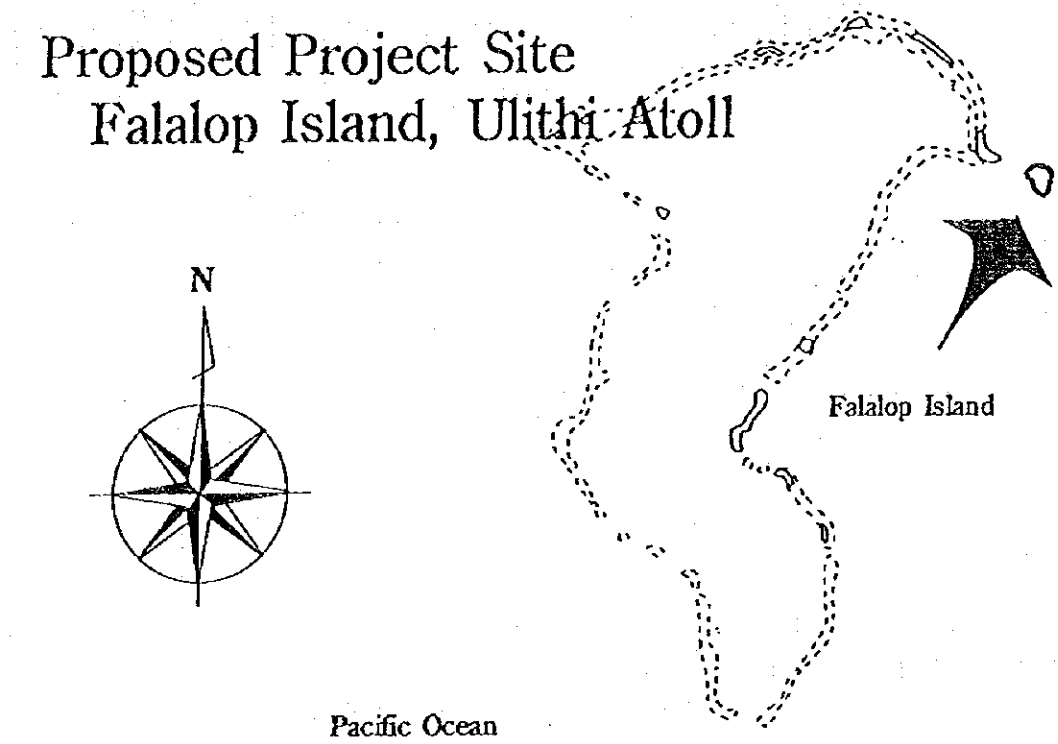 Proposed Project Site
Falalop Island, Ulithi Atoll
N
Falalop Island
Pacific Ocean